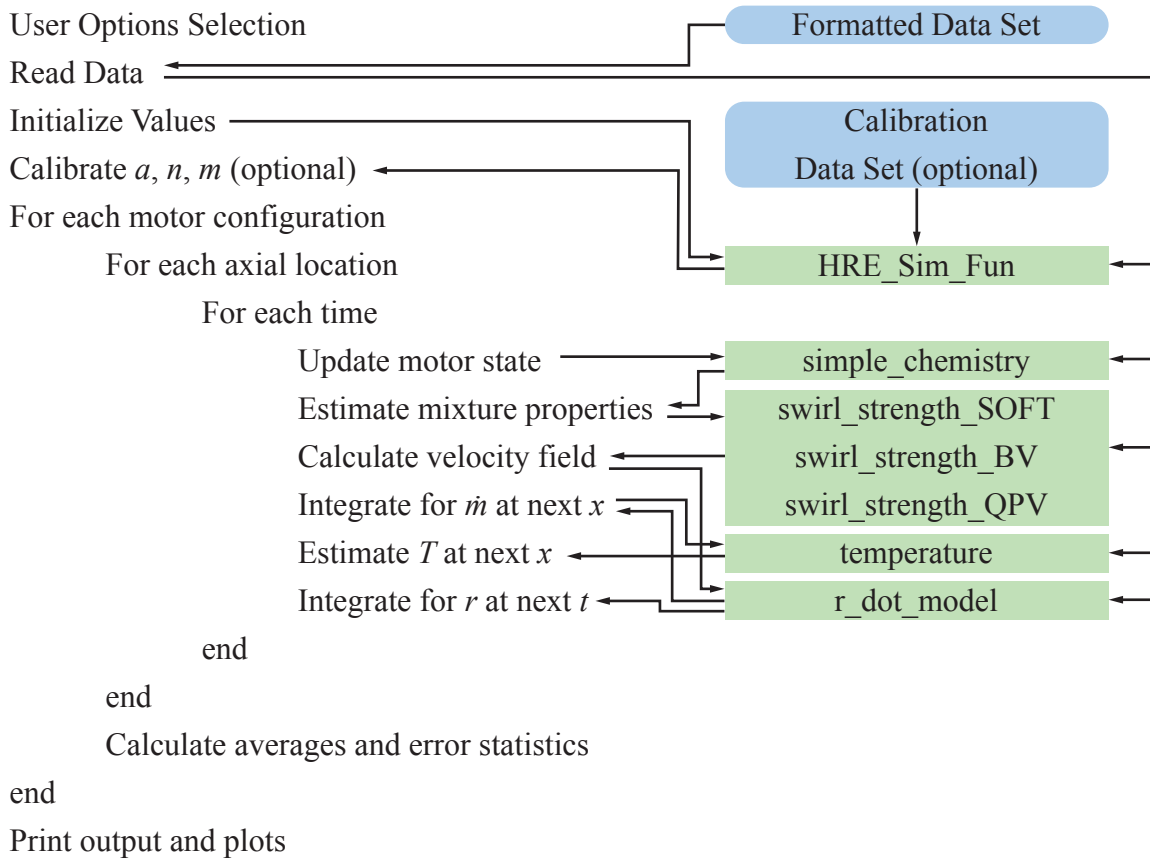 User Options Selection
Formatted Data Set
Read Data
Initialize Values
Calibration
Calibrate a, n, m (optional)
Data Set (optional)
For each motor configuration
For each axial location
HRE_Sim_Fun
For each time
Update motor state
simple_chemistry
Estimate mixture properties
swirl_strength_SOFT
Calculate velocity field
swirl_strength_BV
Integrate for ṁ at next x
swirl_strength_QPV
Estimate T at next x
temperature
Integrate for r at next t
r_dot_model
end
end
Calculate averages and error statistics
end
Print output and plots